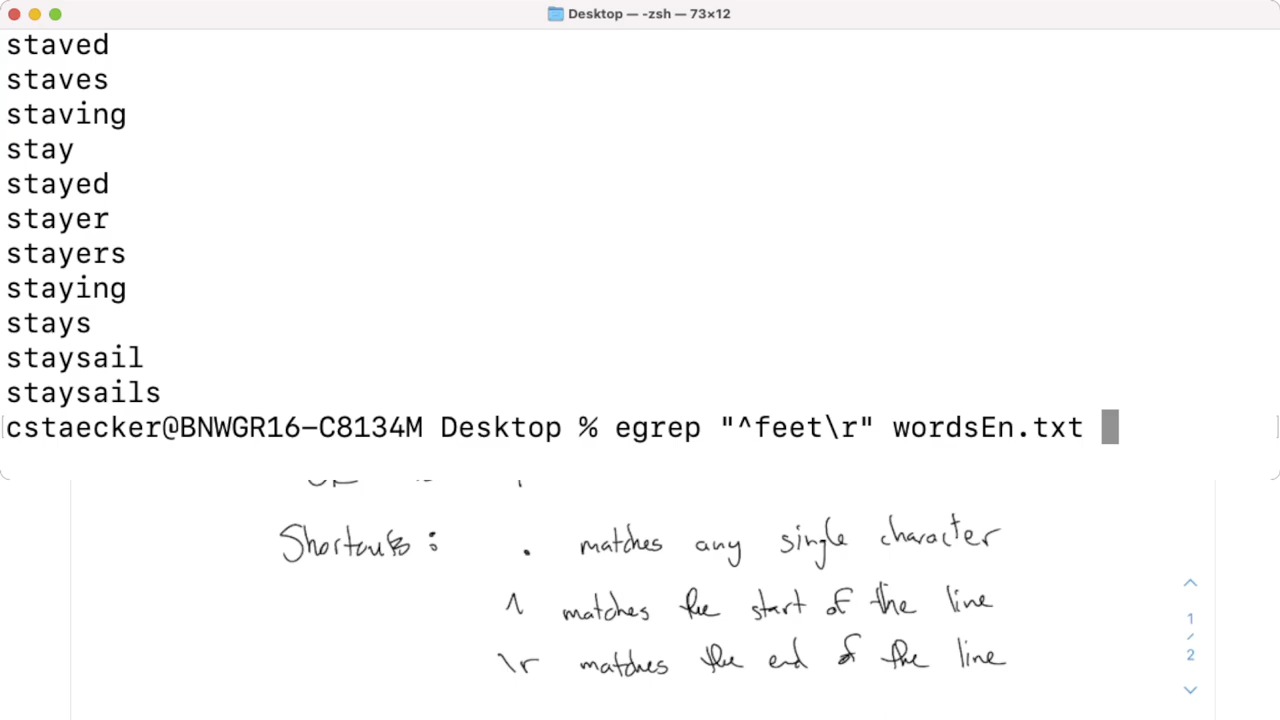 Desktop — -zsh — 73×12
staved
staves
staving
stay
stayed
stayer
stayers
staying
stays
staysail
staysails
cstaecker@BNWGR16-C8134M Desktop % egrep "^feet\r" wordsEn.txt
Shortcuts: . matches any single character
^ matches the start of the line
\r matches the end of the line
1
/
2